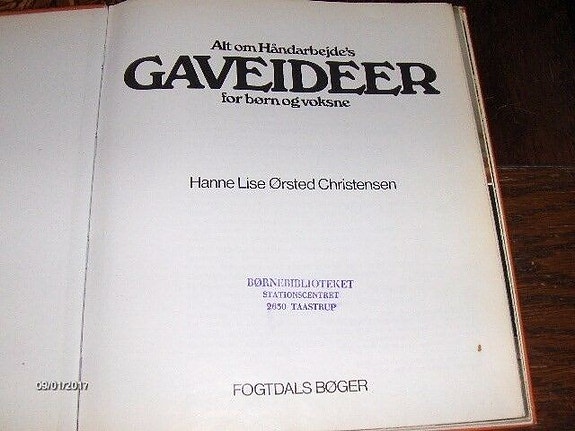 Alt om Håndarbejde's
GAVEIDEER
for børn og voksne
Hanne Lise Ørsted Christensen
BØRNEBIBLIOTEKET
STATIONSCENTRET
2630 TAASTRUP
FOGTDALS BØGER
09/01/2017